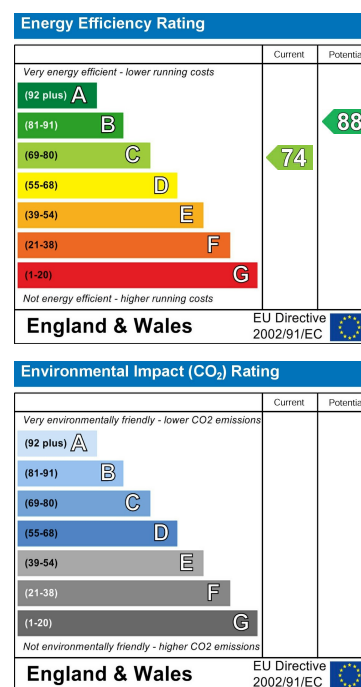 Energy Efficiency Rating
Current Potentia
Very energy efficient - lower running costs
(92 plus) A
(81-91) B
88
(69-80) C
74
(55-68) D
(39-54) E
(21-38) F
(1-20) G
Not energy efficient - higher running costs
England & Wales
EU Directive
2002/91/EC
Environmental Impact (CO₂) Rating
Current Potentia
Very environmentally friendly - lower CO2 emissions
(92 plus) A
(81-91) B
(69-80) C
(55-68) D
(39-54) E
(21-38) F
(1-20) G
Not environmentally friendly - higher CO2 emissions
England & Wales
EU Directive
2002/91/EC